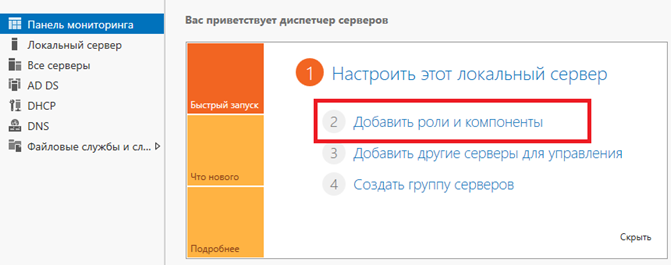 Панель мониторинга
Локальный сервер
Все серверы
AD DS
DHCP
DNS
Файловые службы и сл...
Вас приветствует диспетчер серверов
Быстрый запуск
Что нового
Подробнее
1 Настроить этот локальный сервер
2 Добавить роли и компоненты
3 Добавить другие серверы для управления
4 Создать группу серверов
Скрыть